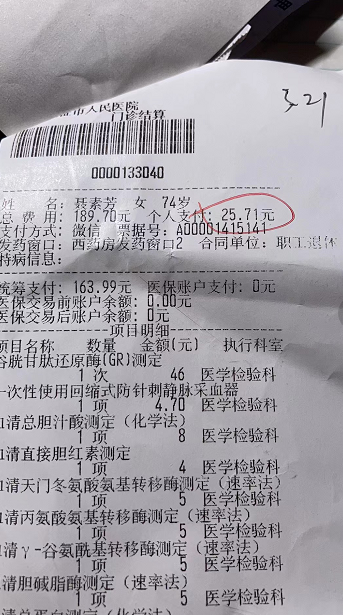 市人民医院
门诊结算
3.21
0000133040
姓 名: 聂素芳 女 74岁
总 费 用: 189.70元 个人支付: 25.71元
支付方式: 微信 票据号: A00001415141
发药窗口: 西药房发药窗口2 合同单位: 职工退休
持病信息:
统筹支付: 163.99元 医保账户支付: 0元
医保交易前账户余额: 0.00元
医保交易后账户余额: 0元
项目明细
项目名称 数量 金额(元) 执行科室
谷胱甘肽还原酶(GR)测定
1 次 46 医学检验科
一次性使用回缩式防针刺静脉采血器
1 项 4.70 医学检验科
血清总胆汁酸测定(化学法)
1 项 8 医学检验科
血清直接胆红素测定
1 项 4 医学检验科
血清天门冬氨酸氨基转移酶测定(速率法)
1 项 5 医学检验科
血清丙氨酸氨基转移酶测定(速率法)
1 项 5 医学检验科
血清γ-谷氨酰基转移酶测定(速率法)
1 项 5 医学检验科
血清胆碱脂酶测定(速率法)
1 项 5 医学检验科